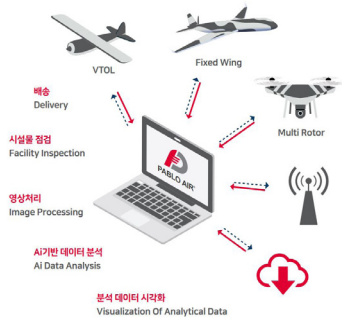 VTOL
Fixed Wing
Multi Rotor
배송
Delivery
시설물 점검
Facility Inspection
PABLO AIR
영상처리
Image Processing
Ai기반 데이터 분석
Ai Data Analysis
분석 데이터 시각화
Visualization Of Analytical Data